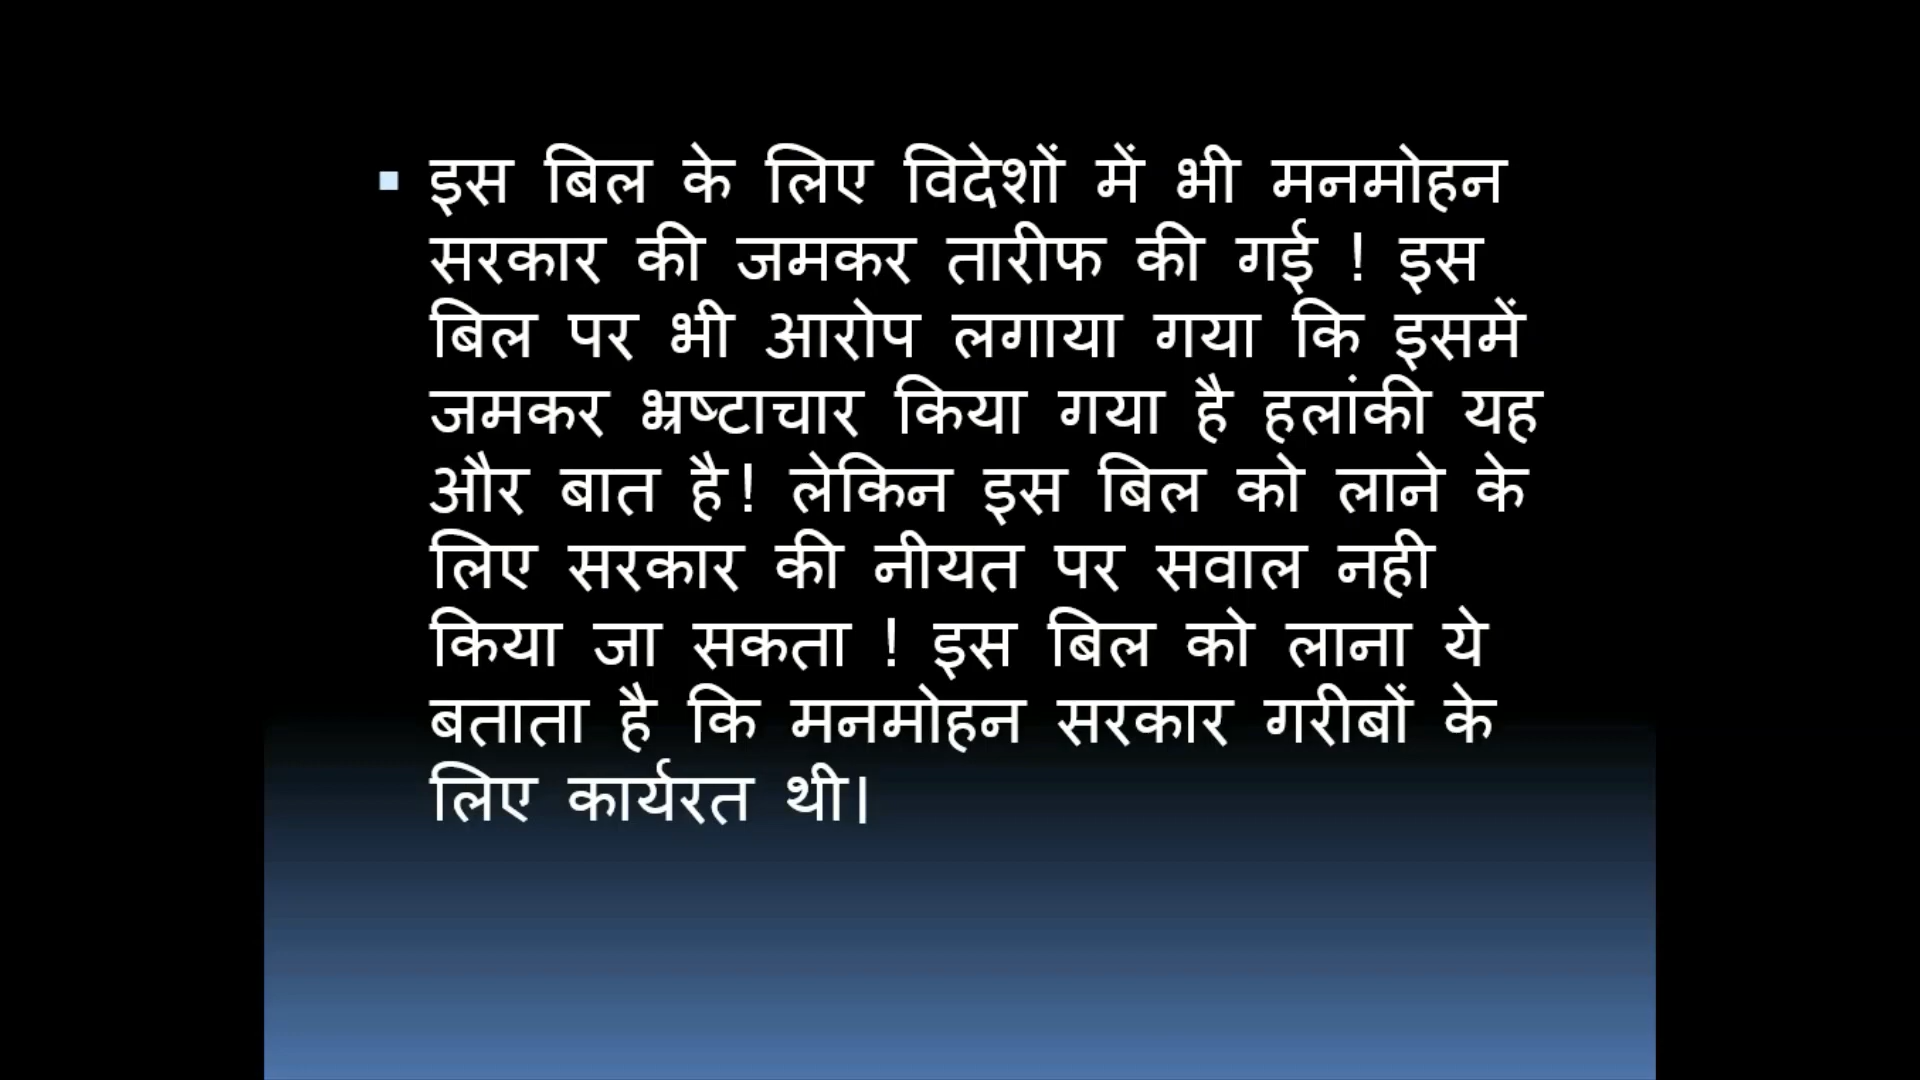 इस बिल के लिए विदेशों में भी मनमोहन
सरकार की जमकर तारीफ की गई ! इस
बिल पर भी आरोप लगाया गया कि इसमें
जमकर भ्रष्टाचार किया गया है हलांकी यह
और बात है! लेकिन इस बिल को लाने के
लिए सरकार की नीयत पर सवाल नही
किया जा सकता ! इस बिल को लाना ये
बताता है कि मनमोहन सरकार गरीबों के
लिए कार्यरत थी।